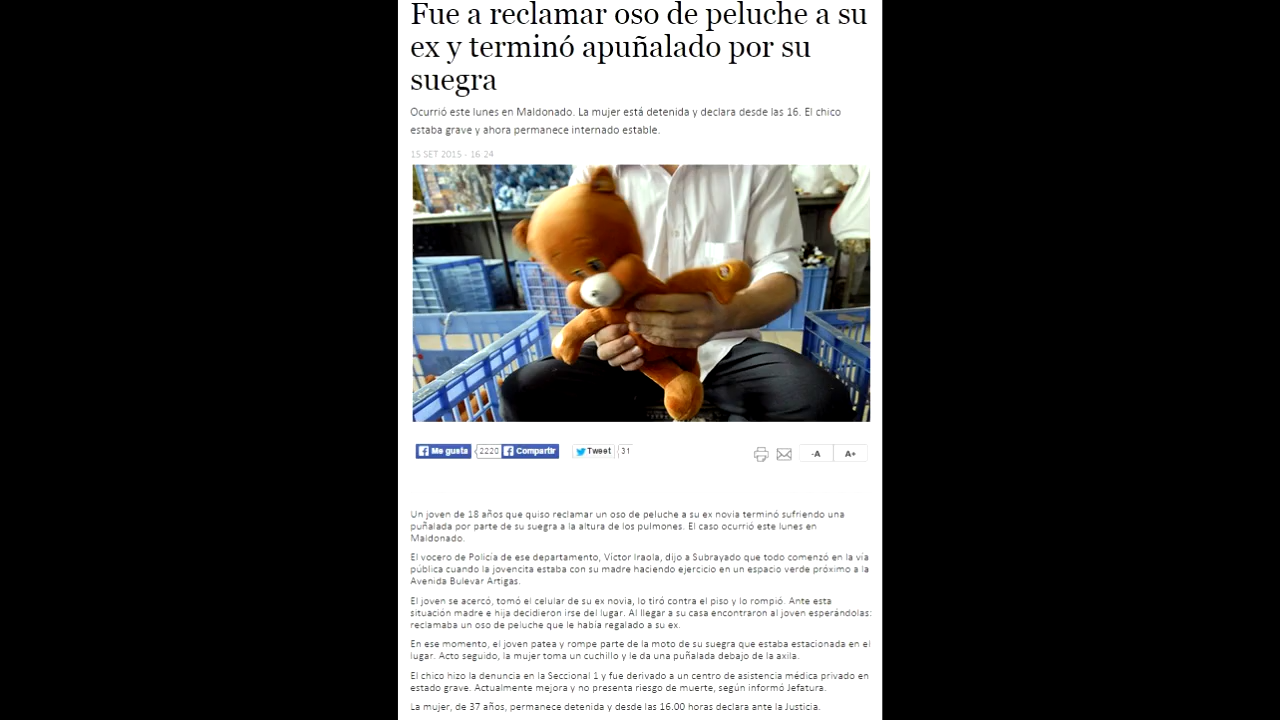 Fue a reclamar oso de peluche a su
ex y terminó apuñalado por su
suegra
Ocurrió este lunes en Maldonado. La mujer está detenida y declara desde las 16. El chico
estaba grave y ahora permanece internado estable.
15 SET 2015 - 16 24
Me gusta 2220 Compartir Tweet 31 -A A+
Un joven de 18 años que quiso reclamar un oso de peluche a su ex novia terminó sufriendo una
puñalada por parte de su suegra a la altura de los pulmones. El caso ocurrió este lunes en
Maldonado.
El vocero de Policía de ese departamento, Víctor Iraola, dijo a Subrayado que todo comenzó en la vía
pública cuando la jovencita estaba con su madre haciendo ejercicio en un espacio verde próximo a la
Avenida Bulevar Artigas.
El joven se acercó, tomó el celular de su ex novia, lo tiró contra el piso y lo rompió. Ante esta
situación madre e hija decidieron irse del lugar. Al llegar a su casa encontraron al joven esperándolas:
reclamaba un oso de peluche que le había regalado a su ex.
En ese momento, el joven patea y rompe parte de la moto de su suegra que estaba estacionada en el
lugar. Acto seguido, la mujer toma un cuchillo y le da una puñalada debajo de la axila.
El chico hizo la denuncia en la Seccional 1 y fue derivado a un centro de asistencia médica privado en
estado grave. Actualmente mejora y no presenta riesgo de muerte, según informó Jefatura.
La mujer, de 37 años, permanece detenida y desde las 16.00 horas declara ante la Justicia.